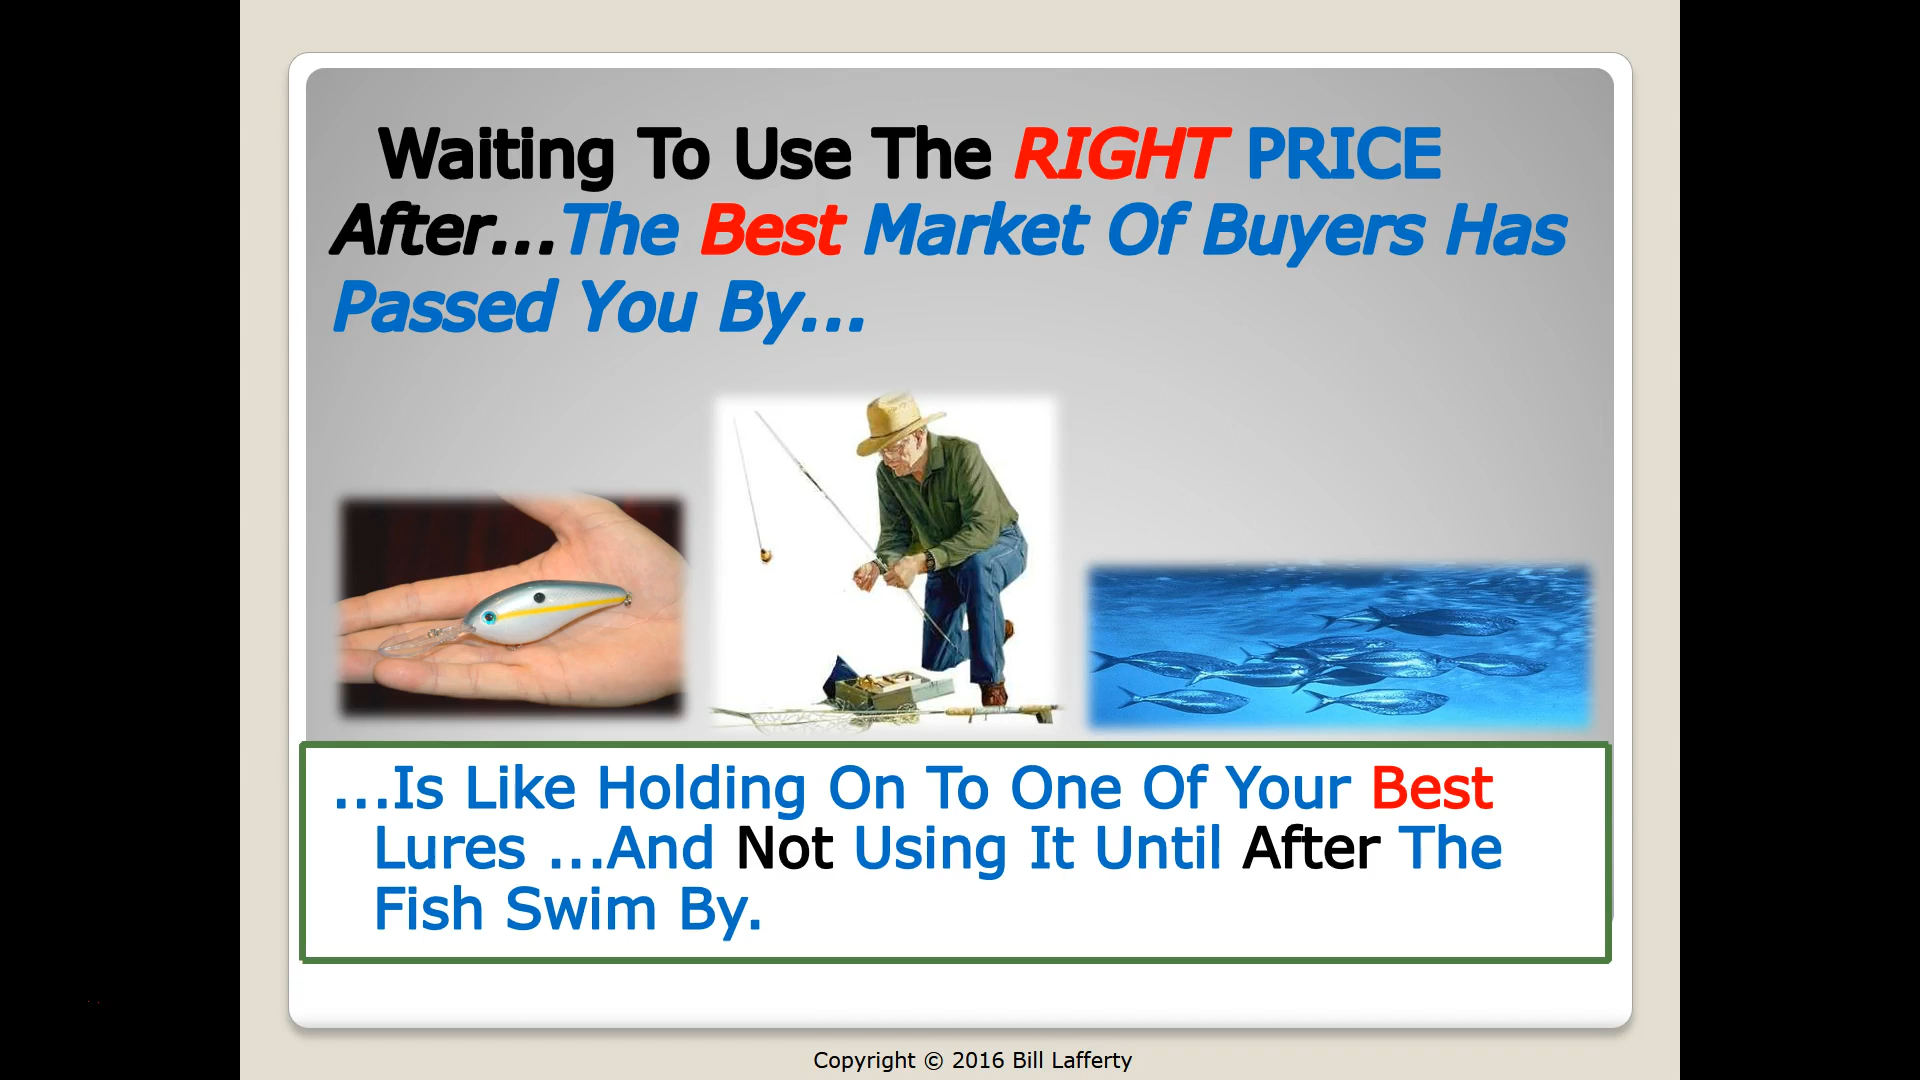 Waiting To Use The RIGHT PRICE
After...The Best Market Of Buyers Has
Passed You By...
...Is Like Holding On To One Of Your Best
Lures ...And Not Using It Until After The
Fish Swim By.
Copyright © 2016 Bill Lafferty